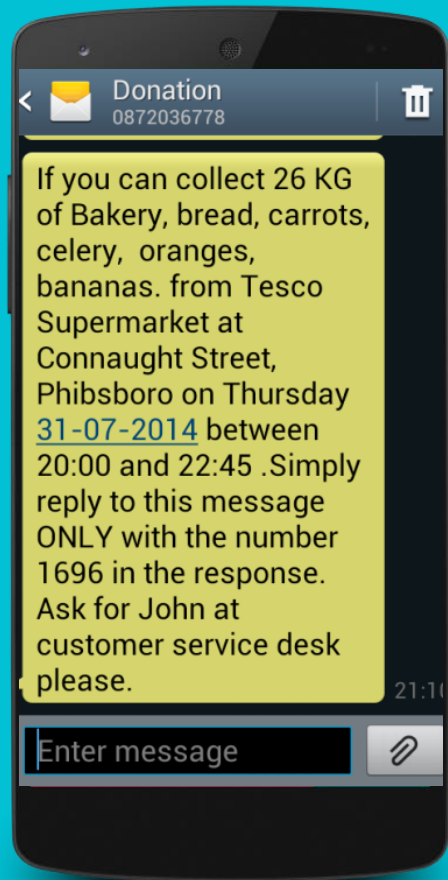 Donation
0872036778
If you can collect 26 KG
of Bakery, bread, carrots,
celery,  oranges,
bananas. from Tesco
Supermarket at
Connaught Street,
Phibsboro on Thursday
31-07-2014 between
20:00 and 22:45 .Simply
reply to this message
ONLY with the number
1696 in the response.
Ask for John at
customer service desk
please.
21:10
Enter message